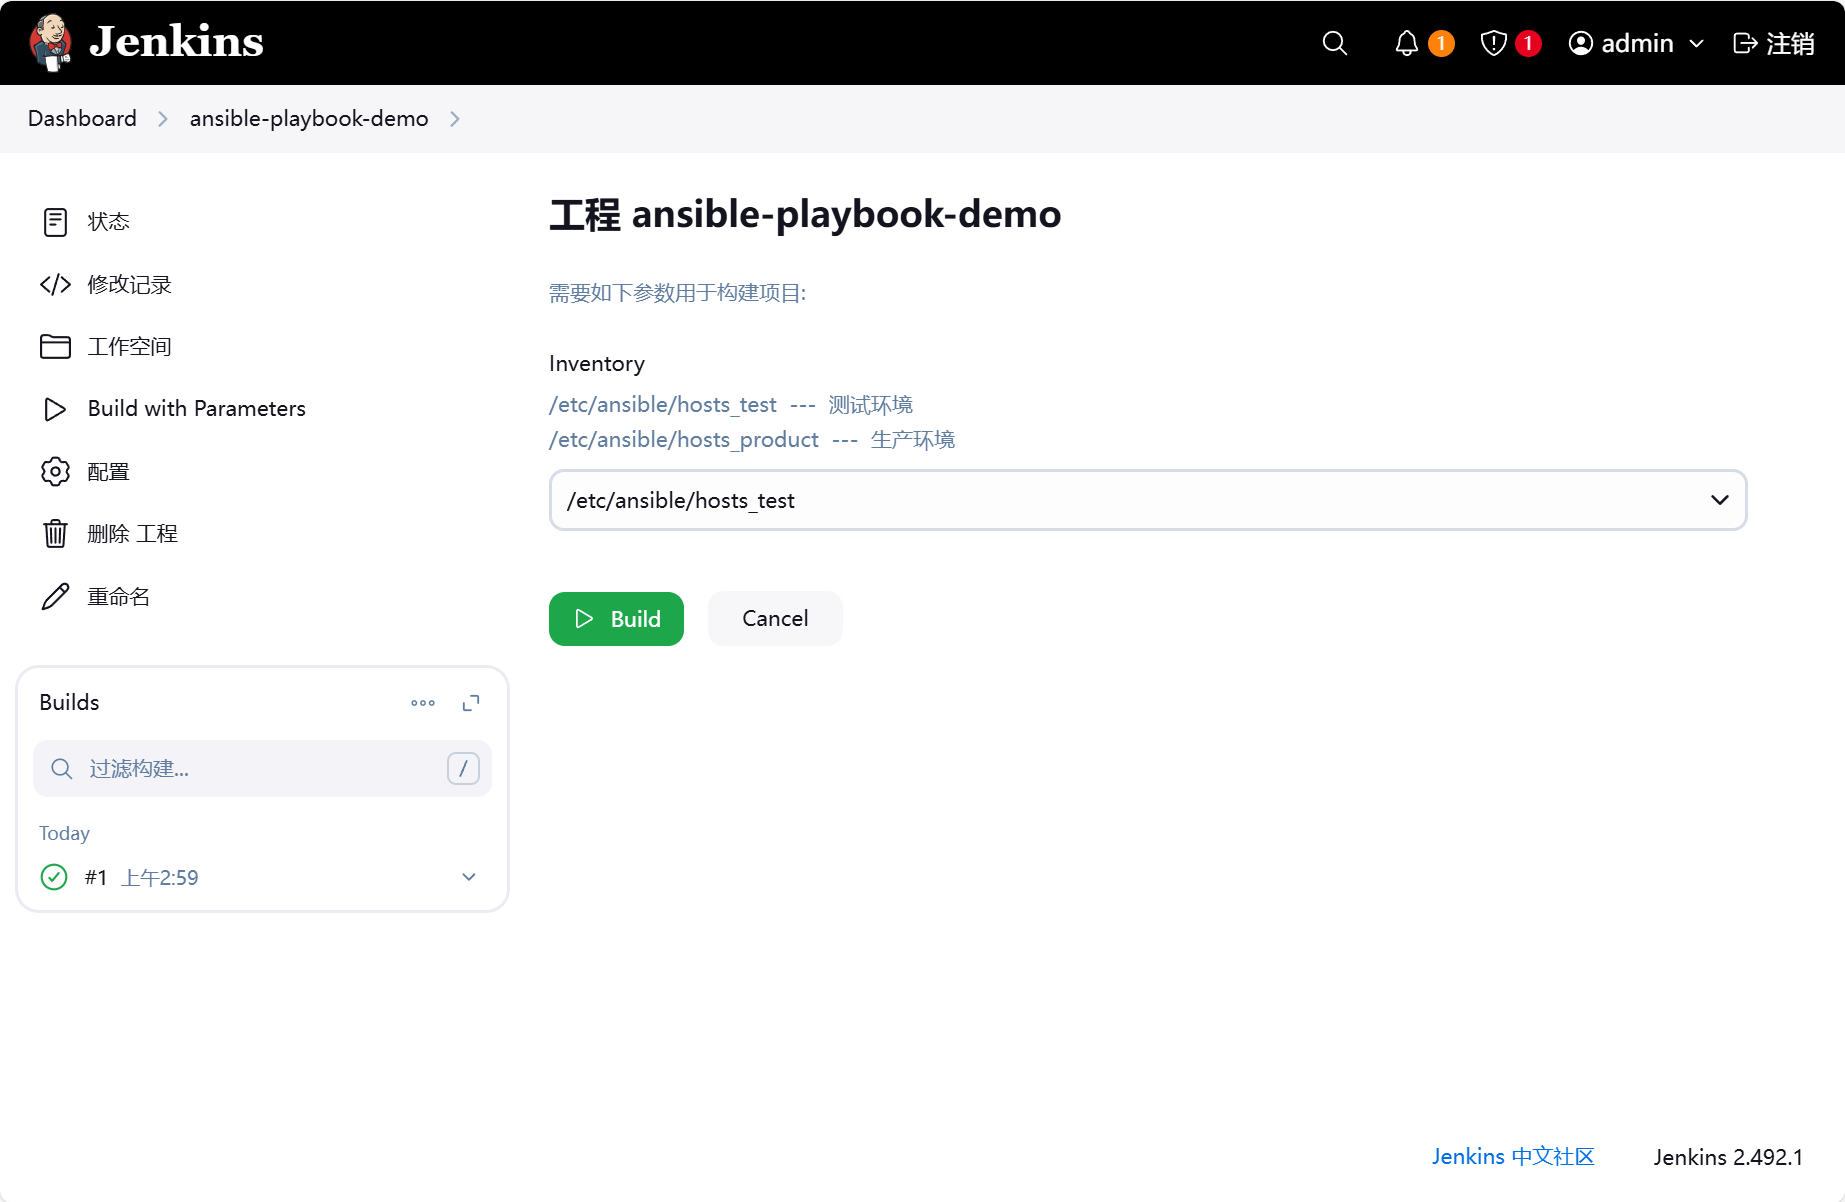 Jenkins
1
1
admin
注销
Dashboard
ansible-playbook-demo
状态
修改记录
工作空间
Build with Parameters
配置
删除 工程
重命名
Builds
过滤构建...
/
Today
#1 上午2:59
工程 ansible-playbook-demo
需要如下参数用于构建项目:
Inventory
/etc/ansible/hosts_test --- 测试环境
/etc/ansible/hosts_product --- 生产环境
/etc/ansible/hosts_test
Build
Cancel
Jenkins 中文社区
Jenkins 2.492.1